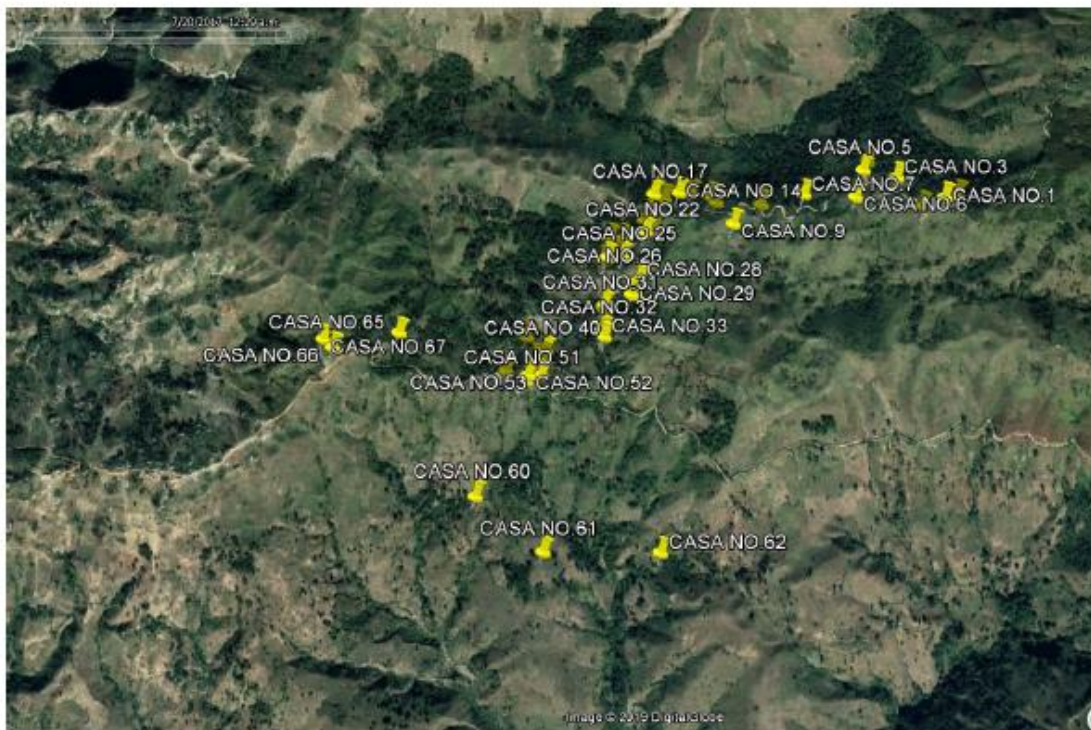 CASA NO.5
CASA NO.3
CASA NO.17
CASA NO.14
CASA NO.7
CASA NO.1
CASA NO.6
CASA NO.22
CASA NO.9
CASA NO.25
CASA NO.26
CASA NO.28
CASA NO.31
CASA NO.29
CASA NO.32
CASA NO.65
CASA NO.40
CASA NO.33
CASA NO.66
CASA NO.67
CASA NO.51
CASA NO.53
CASA NO.52
CASA NO.60
CASA NO.61
CASA NO.62
Image © 2019 DigitalGlobe